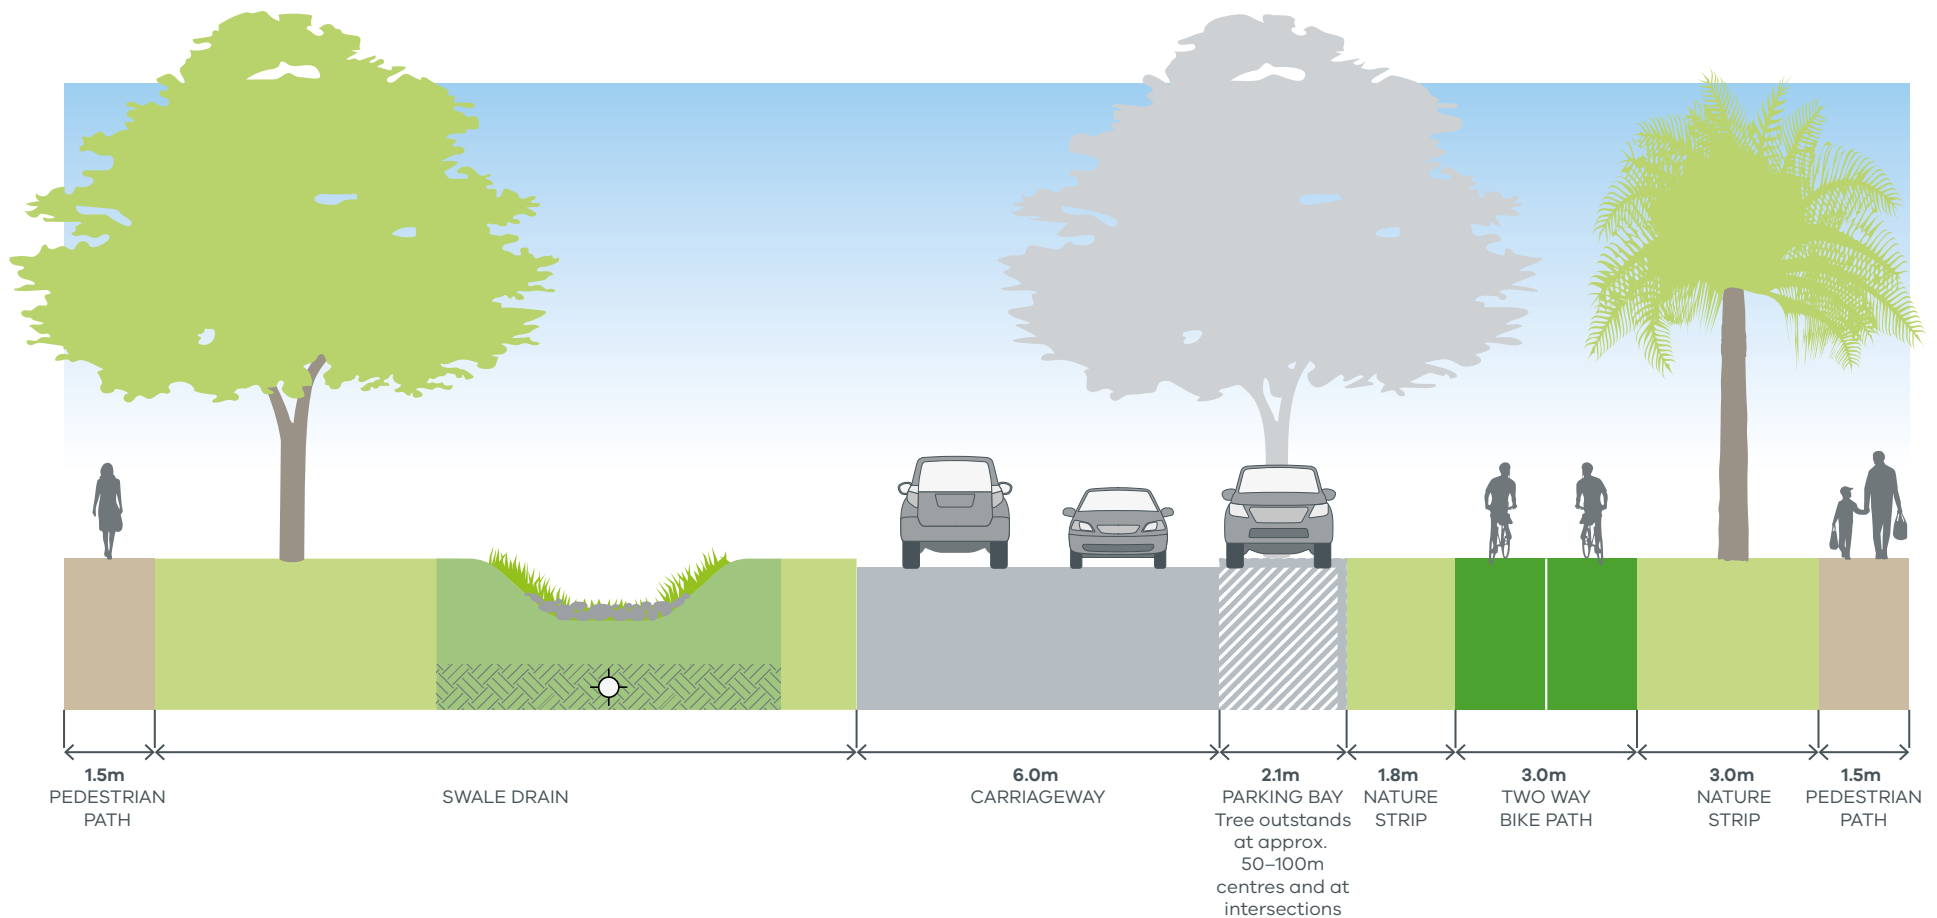 1.5m
PEDESTRIAN
PATH
SWALE DRAIN
6.0m
CARRIAGEWAY
2.1m
PARKING BAY
Tree outstands
at approx.
50–100m
centres and at
intersections
1.8m
NATURE
STRIP
3.0m
TWO WAY
BIKE PATH
3.0m
NATURE
STRIP
1.5m
PEDESTRIAN
PATH